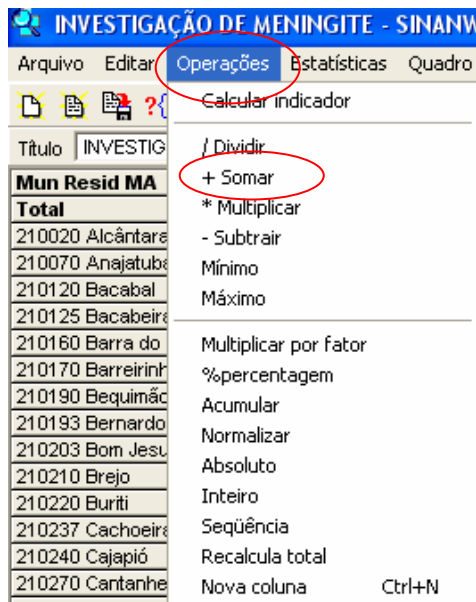 INVESTIGAÇÃO DE MENINGITE - SINANW
Arquivo Editar Operações Estatísticas Quadro
Calcular indicador
Título INVESTIG
/ Dividir
Mun Resid MA
+ Somar
Total
* Multiplicar
210020 Alcântara
- Subtrair
210070 Anajatuba
Mínimo
210120 Bacabal
Máximo
210125 Bacabeira
210160 Barra do
Multiplicar por fator
210170 Barreirinh
%percentagem
210190 Bequimão
Acumular
210193 Bernardo
Normalizar
210203 Bom Jesu
Absoluto
210210 Brejo
Inteiro
210220 Buriti
Seqüência
210237 Cachoeira
Recalcula total
210240 Cajapió
Nova coluna Ctrl+N
210270 Cantanhe